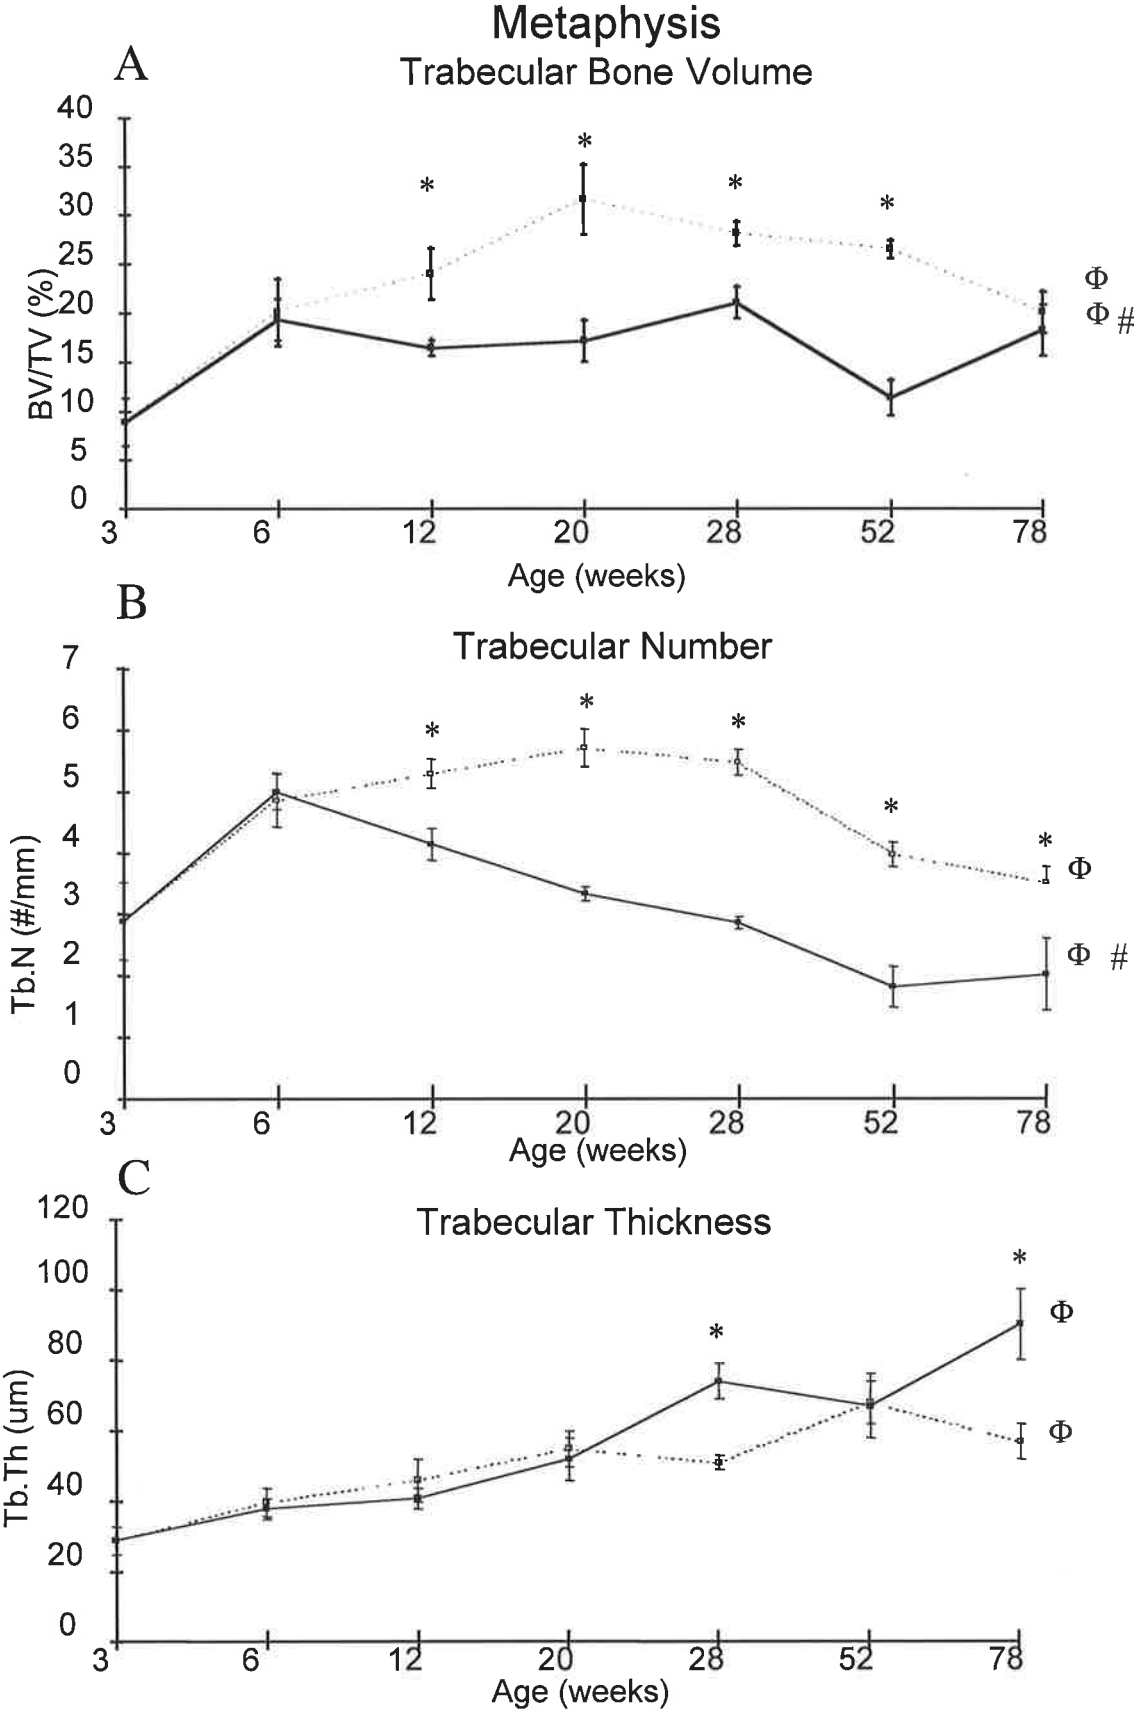 Metaphysis
A
Trabecular Bone Volume
40
*
35
*
*
*
30
25
Φ
20
Φ #
BV/TV (%)
15
10
5
0
3 6 12 20 28 52 78
Age (weeks)
B
Trabecular Number
7
*
6
*
*
5
*
4
*
Φ
3
Tb.N (#/mm)
2
Φ #
1
0
3 6 12 20 28 52 78
Age (weeks)
C
Trabecular Thickness
120
*
100
Φ
80
*
60
Φ
Tb.Th (um)
40
20
0
3 6 12 20 28 52 78
Age (weeks)